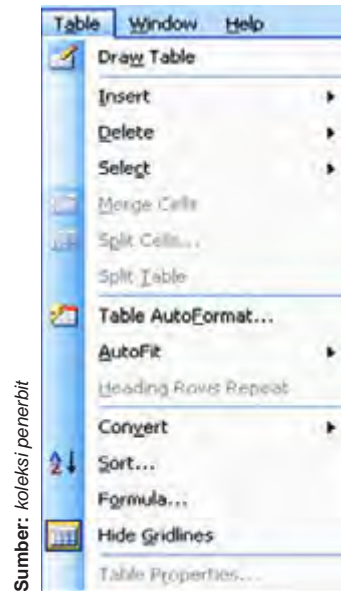 Table Window Help
Draw Table
Insert
Delete
Select
Merge Cells
Split Cells...
Split Table
Table AutoFormat...
AutoFit
Heading Rows Repeat
Convert
Sort...
Formula...
Hide Gridlines
Table Properties...
Sumber: koleksi penerbit